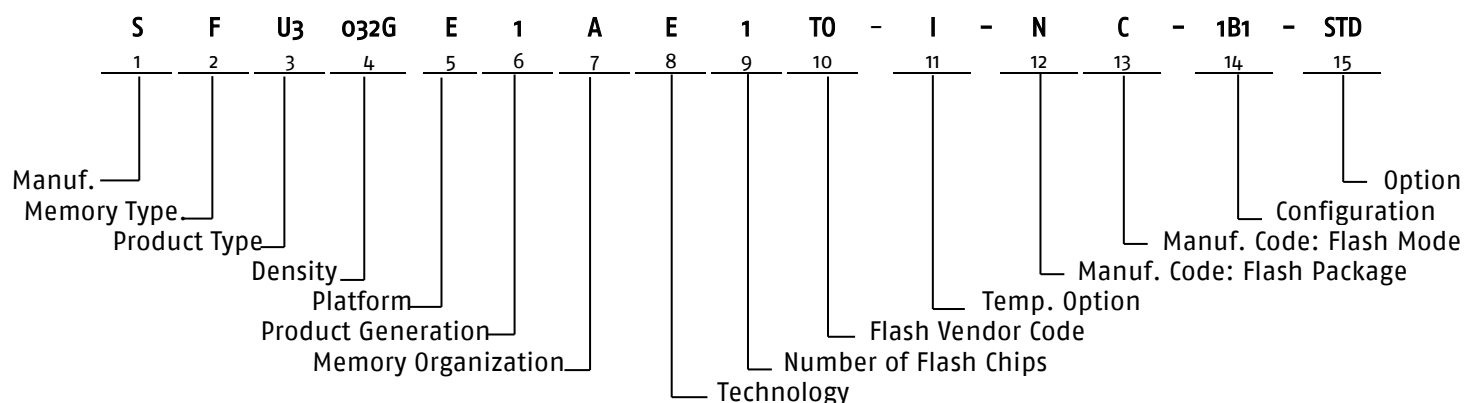 S F U3 032G E 1 A E 1 TO - I - N C - 1B1 - STD
1 2 3 4 5 6 7 8 9 10 11 12 13 14 15
Manuf. Option
Memory Type. Configuration
Product Type Manuf. Code: Flash Mode
Density Manuf. Code: Flash Package
Platform Temp. Option
Product Generation Flash Vendor Code
Memory Organization Number of Flash Chips
Technology